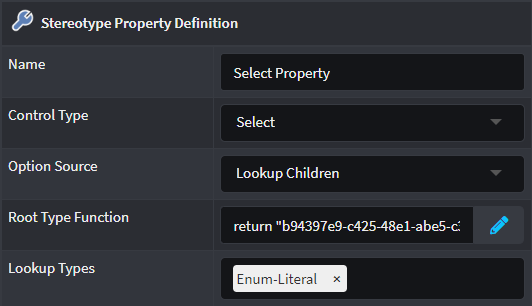 Stereotype Property Definition
Name
Select Property
Control Type
Select
Option Source
Lookup Children
Root Type Function
return "b94397e9-c425-48e1-abe5-c
Lookup Types
Enum-Literal ×